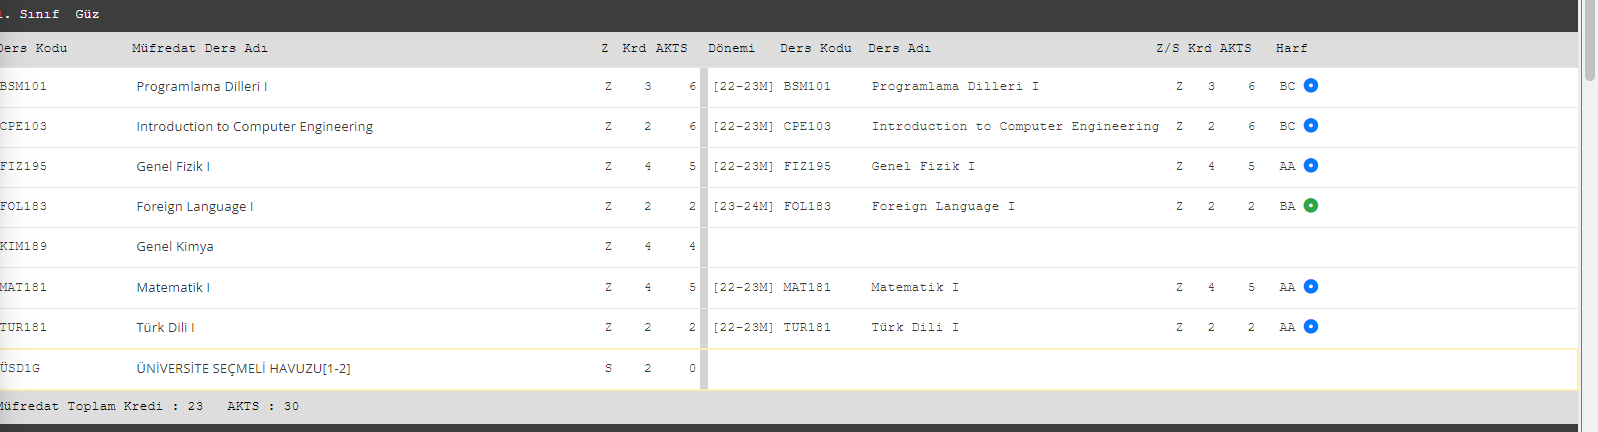 1. Sınıf Güz
Ders Kodu Müfredat Ders Adı Z Krd AKTS Dönemi Ders Kodu Ders Adı Z/S Krd AKTS Harf
BSM101 Programlama Dilleri I Z 3 6 [22-23M] BSM101 Programlama Dilleri I Z 3 6 BC
CPE103 Introduction to Computer Engineering Z 2 6 [22-23M] CPE103 Introduction to Computer Engineering Z 2 6 BC
FIZ195 Genel Fizik I Z 4 5 [22-23M] FIZ195 Genel Fizik I Z 4 5 AA
FOL183 Foreign Language I Z 2 2 [23-24M] FOL183 Foreign Language I Z 2 2 BA
KIM189 Genel Kimya Z 4 4
MAT181 Matematik I Z 4 5 [22-23M] MAT181 Matematik I Z 4 5 AA
TUR181 Türk Dili I Z 2 2 [22-23M] TUR181 Türk Dili I Z 2 2 AA
ÜSD1G ÜNİVERSİTE SEÇMELİ HAVUZU[1-2] S 2 0
Müfredat Toplam Kredi : 23 AKTS : 30